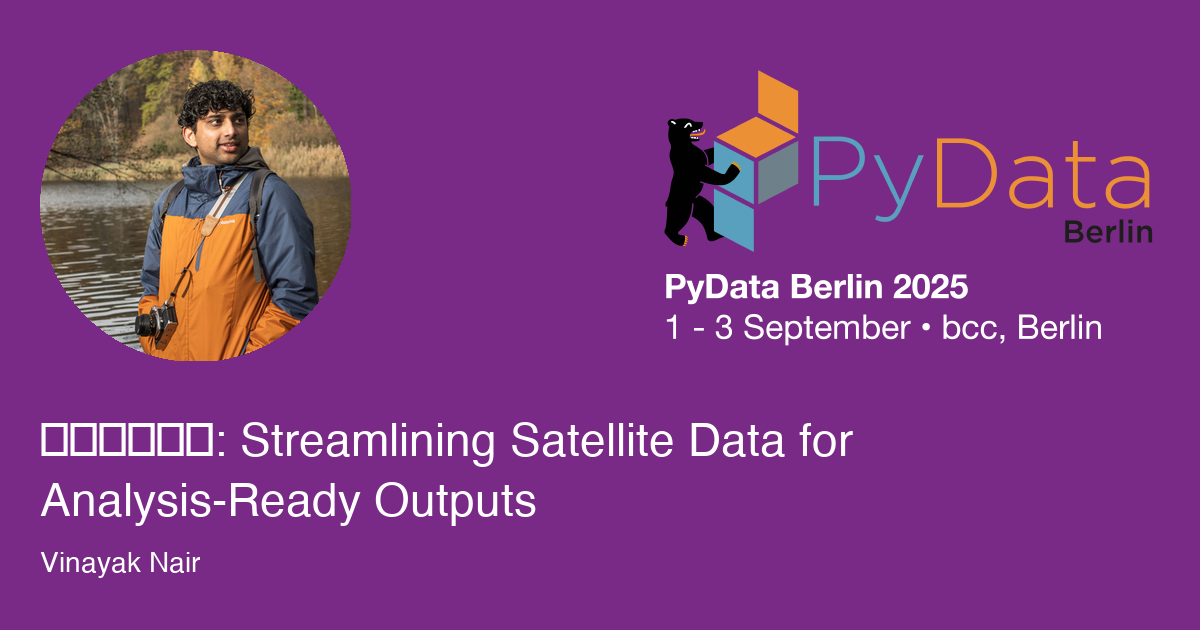 PyData
Berlin
PyData Berlin 2025
1 - 3 September • bcc, Berlin
□□□□□□: Streamlining Satellite Data for
Analysis-Ready Outputs
Vinayak Nair